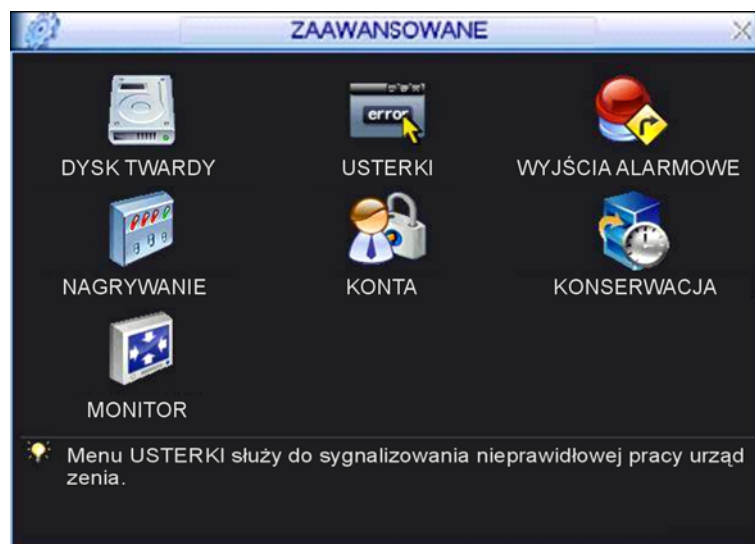 ZAAWANSOWANE
error
DYSK TWARDY
USTERKI
WYJŚCIA ALARMOWE
NAGRYWANIE
KONTA
KONSERWACJA
MONITOR
Menu USTERKI służy do sygnalizowania nieprawidłowej pracy urząd
zenia.